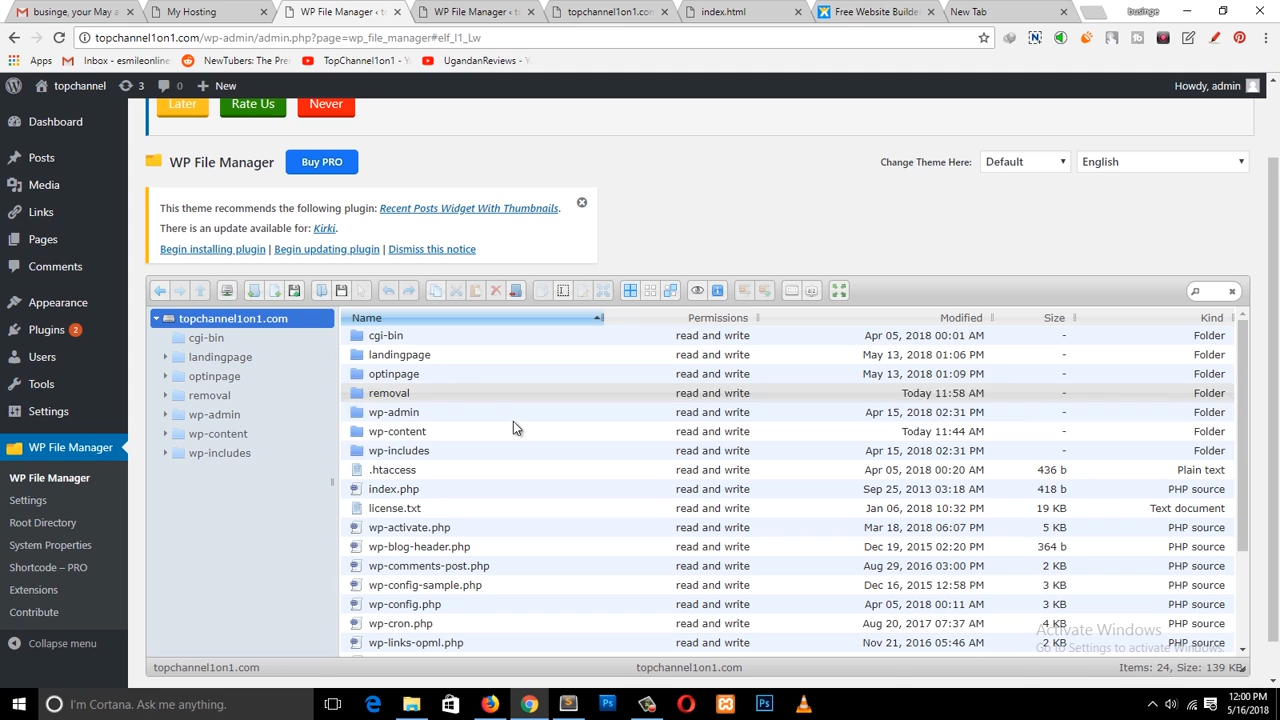 businge, your May a
My Hosting
WP File Manager ‹ to
WP File Manager ‹ to
topchannel1on1.com/
index.html
Free Website Builde
New Tab
businge
topchannel1on1.com/wp-admin/admin.php?page=wp_file_manager#elf_l1_Lw
Apps
Inbox - esmileonline
NewTubers: The Pre
TopChannel1on1 - Y
UgandanReviews - Y
topchannel
3
0
New
Howdy, admin
Dashboard
Posts
Media
Links
Pages
Comments
Appearance
Plugins 2
Users
Tools
Settings
WP File Manager
WP File Manager
Settings
Root Directory
System Properties
Shortcode – PRO
Extensions
Contribute
Collapse menu
Later
Rate Us
Never
WP File Manager
Buy PRO
Change Theme Here:
Default
English
This theme recommends the following plugin: Recent Posts Widget With Thumbnails.
There is an update available for: Kirki.
Begin installing plugin | Begin updating plugin | Dismiss this notice
topchannel1on1.com
cgi-bin
landingpage
optinpage
removal
wp-admin
wp-content
wp-includes
Name Permissions Modified Size Kind
cgi-bin read and write Apr 05, 2018 00:01 AM - Folder
landingpage read and write May 13, 2018 01:06 PM - Folder
optinpage read and write May 13, 2018 01:09 PM - Folder
removal read and write Today 11:58 AM - Folder
wp-admin read and write Apr 15, 2018 02:31 PM - Folder
wp-content read and write Today 11:44 AM - Folder
wp-includes read and write Apr 15, 2018 02:31 PM - Folder
.htaccess read and write Apr 05, 2018 00:20 AM 436 b Plain text
index.php read and write Sep 25, 2013 03:18 AM 418 b PHP source
license.txt read and write Jan 06, 2018 10:32 PM 19 KB Text document
wp-activate.php read and write Mar 18, 2018 06:07 PM 5 KB PHP source
wp-blog-header.php read and write Dec 19, 2015 02:20 PM 364 b PHP source
wp-comments-post.php read and write Aug 29, 2016 03:00 PM 2 KB PHP source
wp-config-sample.php read and write Dec 16, 2015 12:58 PM 3 KB PHP source
wp-config.php read and write Apr 05, 2018 00:11 AM 3 KB PHP source
wp-cron.php read and write Aug 20, 2017 07:37 AM 4 KB PHP source
wp-links-opml.php read and write Nov 21, 2016 05:46 AM 2 KB PHP source
Activate Windows
Go to Settings to activate Windows.
topchannel1on1.com
topchannel1on1.com
Items: 24, Size: 139 KB
I'm Cortana. Ask me anything.
12:00 PM
5/16/2018